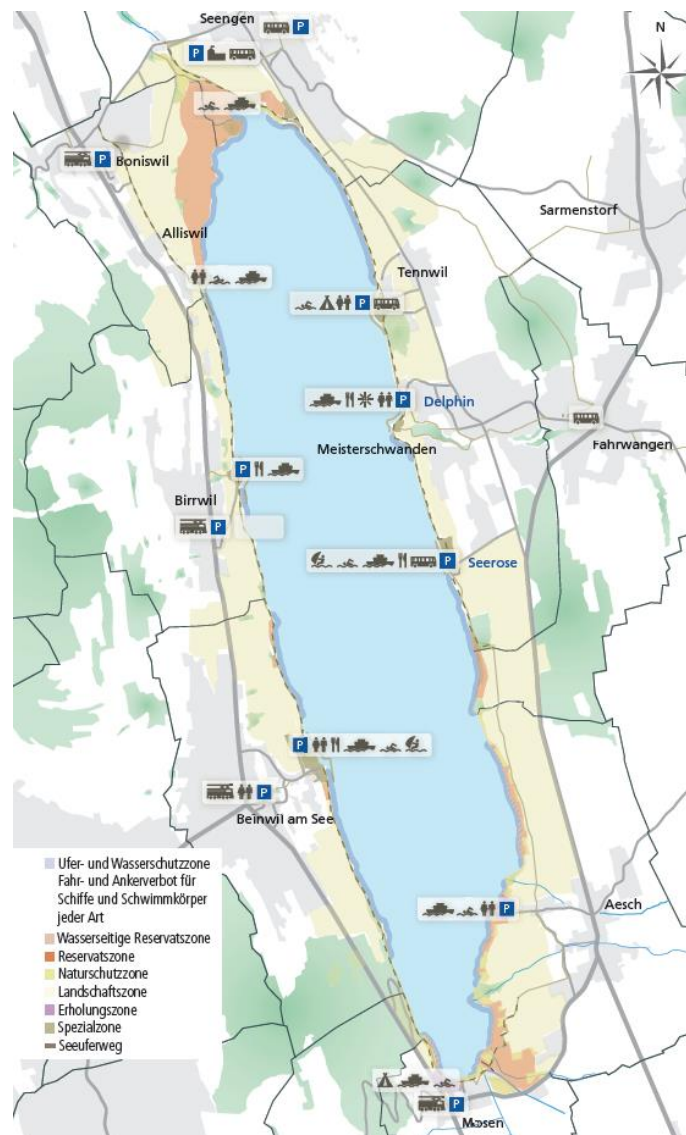 Seengen
P
N
P
P
Boniswil
Sarmenstorf
Alliswil
Tennwil
P
P
Delphin
Fahrwangen
Meisterschwanden
P
Birrwil
P
P
Seerose
P
P
Beinwil am See
Ufer- und Wasserschutzzone
Fahr- und Ankerverbot für
Schiffe und Schwimmkörper
jeder Art
Wasserseitige Reservatszone
Reservatszone
Naturschutzzone
Landschaftszone
Erholungszone
Spezialzone
Seeuferweg
P
Aesch
P
Mosen